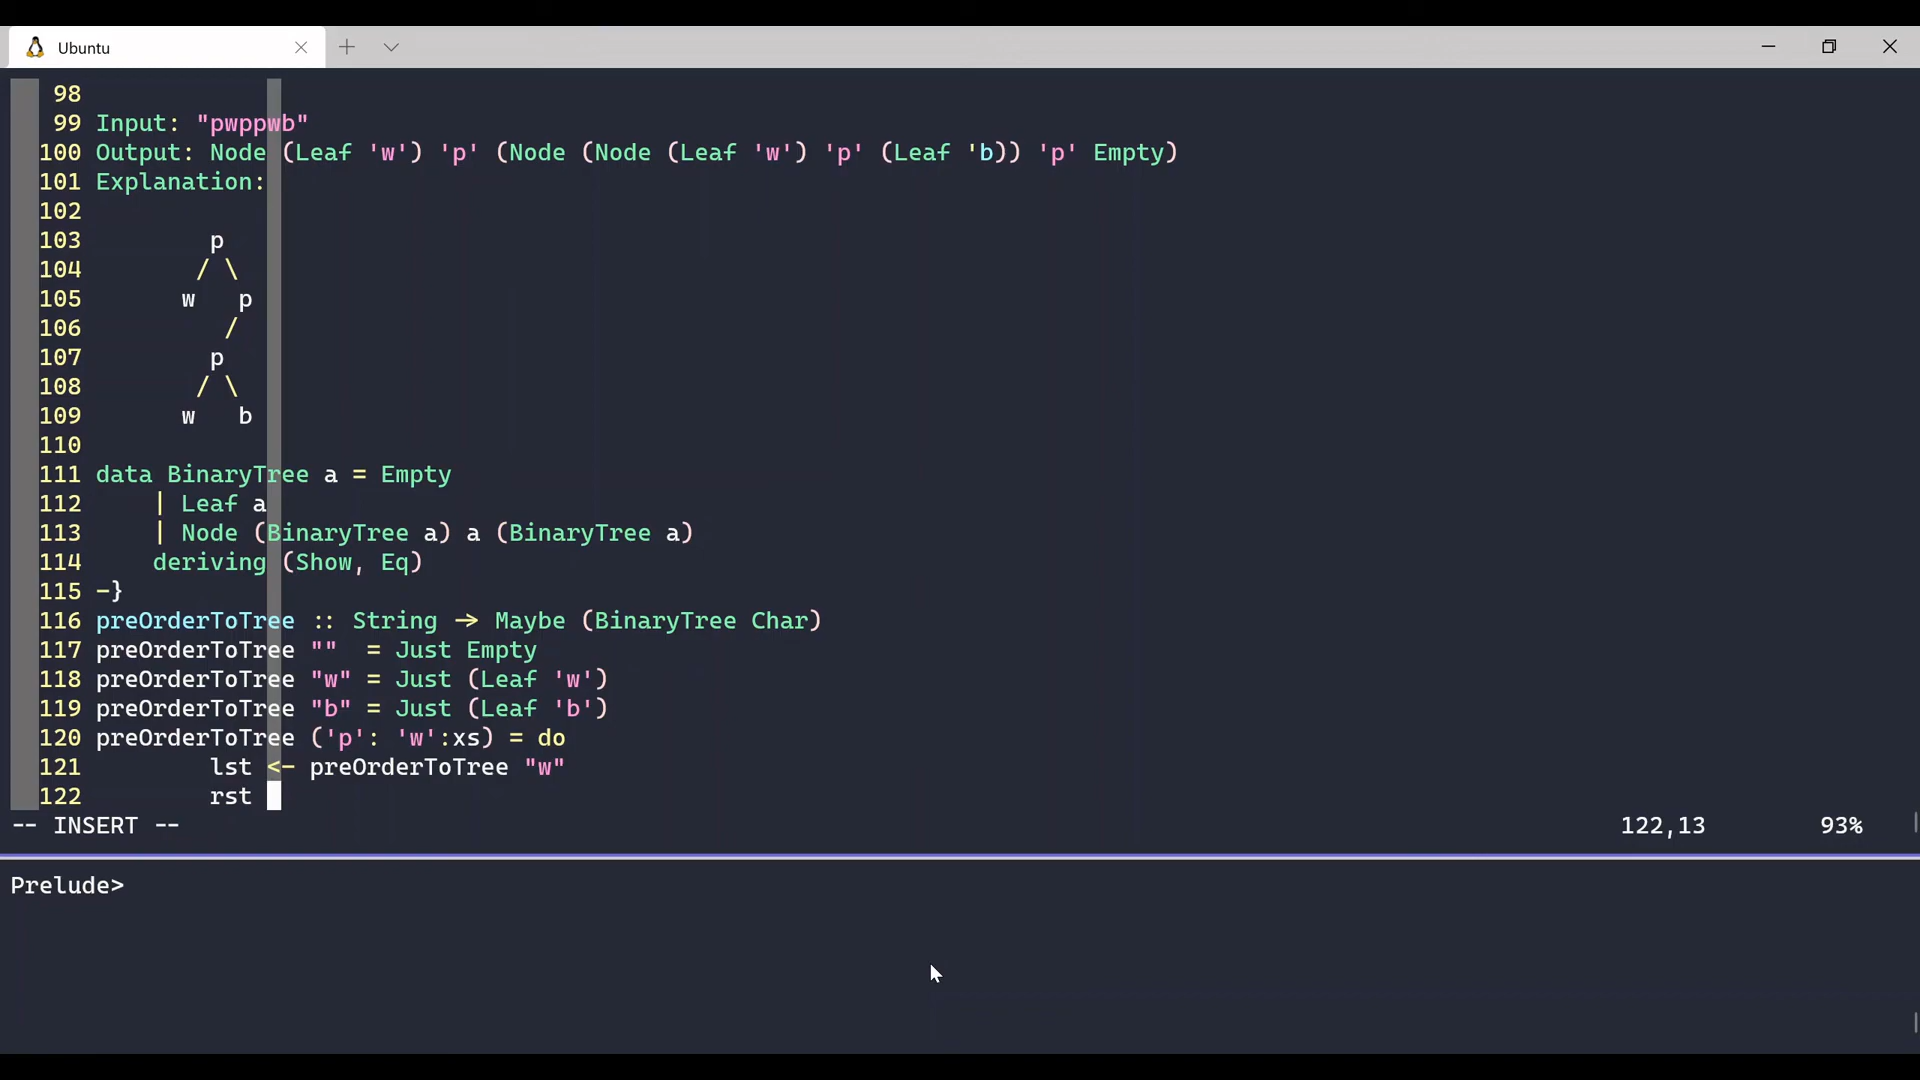 Ubuntu
98
99 Input: "pwppwb"
100 Output: Node (Leaf 'w') 'p' (Node (Node (Leaf 'w') 'p' (Leaf 'b)) 'p' Empty)
101 Explanation:
102
103         p
104        / \
105       w   p
106          /
107         p
108        / \
109       w   b
110
111 data BinaryTree a = Empty
112     | Leaf a
113     | Node (BinaryTree a) a (BinaryTree a)
114     deriving (Show, Eq)
115 -}
116 preOrderToTree :: String -> Maybe (BinaryTree Char)
117 preOrderToTree ""  = Just Empty
118 preOrderToTree "w" = Just (Leaf 'w')
119 preOrderToTree "b" = Just (Leaf 'b')
120 preOrderToTree ('p': 'w':xs) = do
121         lst <- preOrderToTree "w"
122         rst
-- INSERT -- 122,13 93%
Prelude>